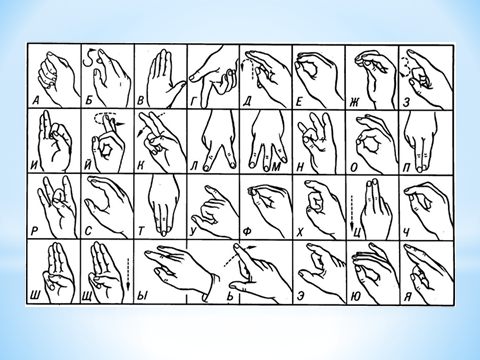 А Б В Г Д Е Ж З
И Й К Л М Н О П
Р С Т У Ф Х Ц Ч
Ш Щ Ы Ь Э Ю Я